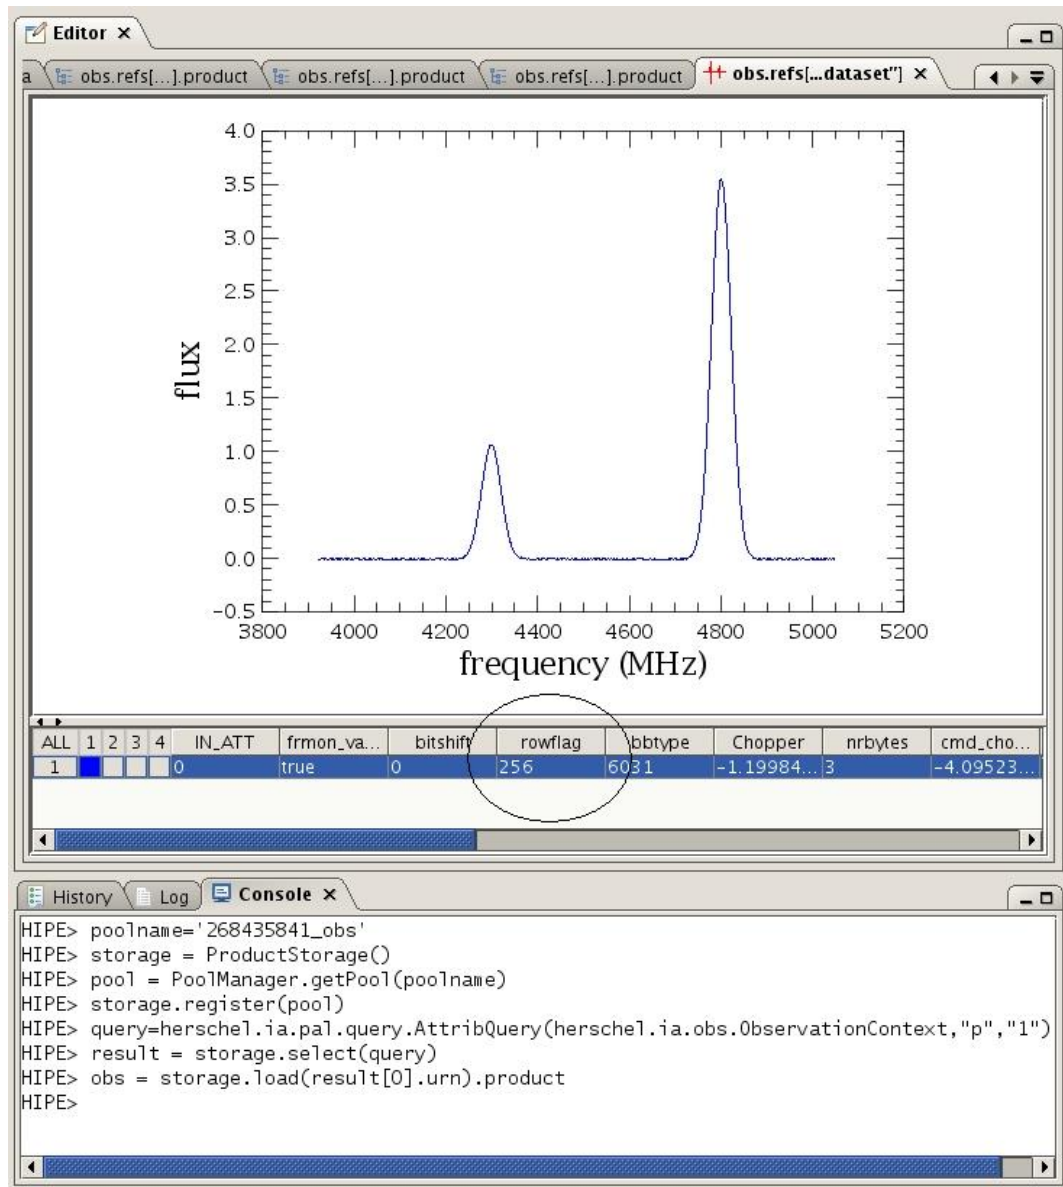 Editor ×
a obs.refs[...].product obs.refs[...].product obs.refs[...].product obs.refs[...dataset"] ×
4.0
3.5
3.0
2.5
2.0
1.5
1.0
0.5
0.0
−0.5
flux
3800 4000 4200 4400 4600 4800 5000 5200
frequency (MHz)
ALL 1 2 3 4 IN_ATT frmon_va... bitshift rowflag bbtype Chopper nrbytes cmd_cho...
1 0 true 0 256 6031 -1.19984... 3 -4.09523...
History Log Console ×
HIPE> poolname='268435841_obs'
HIPE> storage = ProductStorage()
HIPE> pool = PoolManager.getPool(poolname)
HIPE> storage.register(pool)
HIPE> query=herschel.ia.pal.query.AttribQuery(herschel.ia.obs.ObservationContext,"p","1")
HIPE> result = storage.select(query)
HIPE> obs = storage.load(result[0].urn).product
HIPE>